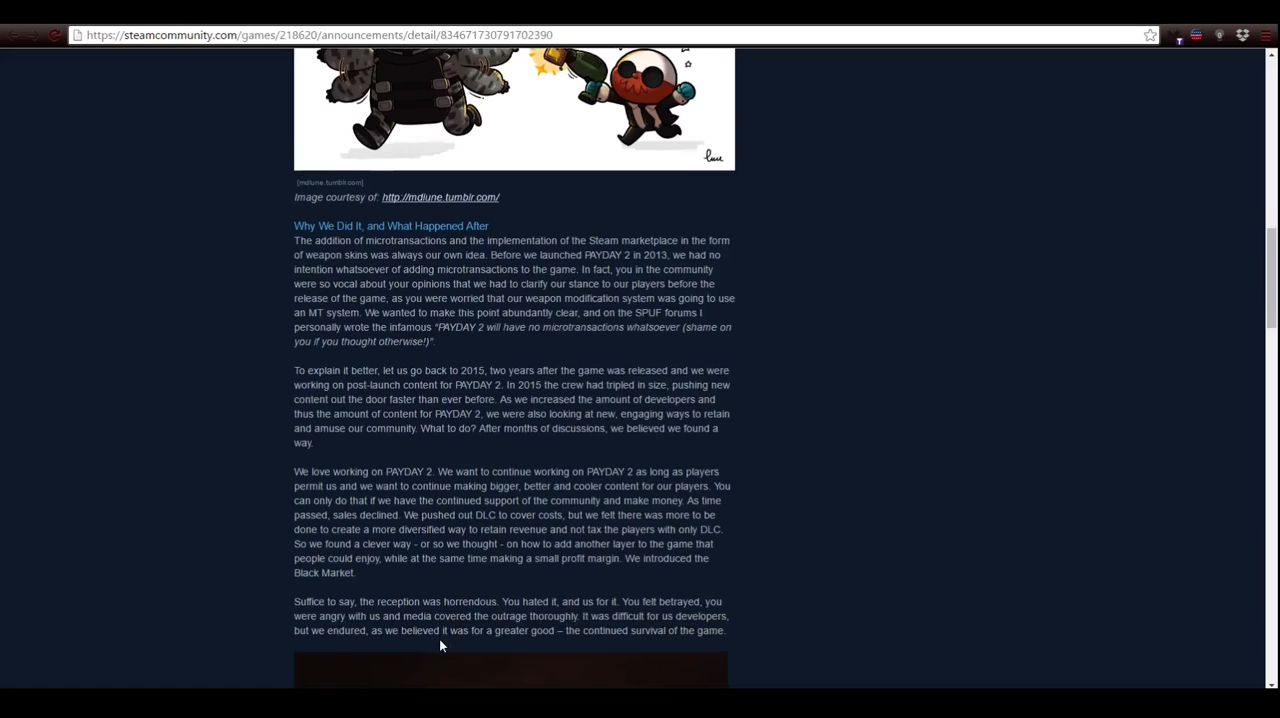 https://steamcommunity.com/games/218620/announcements/detail/834671730791702390
[mdlune.tumblr.com]
Image courtesy of: http://mdlune.tumblr.com/
Why We Did It, and What Happened After
The addition of microtransactions and the implementation of the Steam marketplace in the form
of weapon skins was always our own idea. Before we launched PAYDAY 2 in 2013, we had no
intention whatsoever of adding microtransactions to the game. In fact, you in the community
were so vocal about your opinions that we had to clarify our stance to our players before the
release of the game, as you were worried that our weapon modification system was going to use
an MT system. We wanted to make this point abundantly clear, and on the SPUF forums I
personally wrote the infamous “PAYDAY 2 will have no microtransactions whatsoever (shame on
you if you thought otherwise!)”.
To explain it better, let us go back to 2015, two years after the game was released and we were
working on post-launch content for PAYDAY 2. In 2015 the crew had tripled in size, pushing new
content out the door faster than ever before. As we increased the amount of developers and
thus the amount of content for PAYDAY 2, we were also looking at new, engaging ways to retain
and amuse our community. What to do? After months of discussions, we believed we found a
way.
We love working on PAYDAY 2. We want to continue working on PAYDAY 2 as long as players
permit us and we want to continue making bigger, better and cooler content for our players. You
can only do that if we have the continued support of the community and make money. As time
passed, sales declined. We pushed out DLC to cover costs, but we felt there was more to be
done to create a more diversified way to retain revenue and not tax the players with only DLC.
So we found a clever way - or so we thought - on how to add another layer to the game that
people could enjoy, while at the same time making a small profit margin. We introduced the
Black Market.
Suffice to say, the reception was horrendous. You hated it, and us for it. You felt betrayed, you
were angry with us and media covered the outrage thoroughly. It was difficult for us developers,
but we endured, as we believed it was for a greater good – the continued survival of the game.